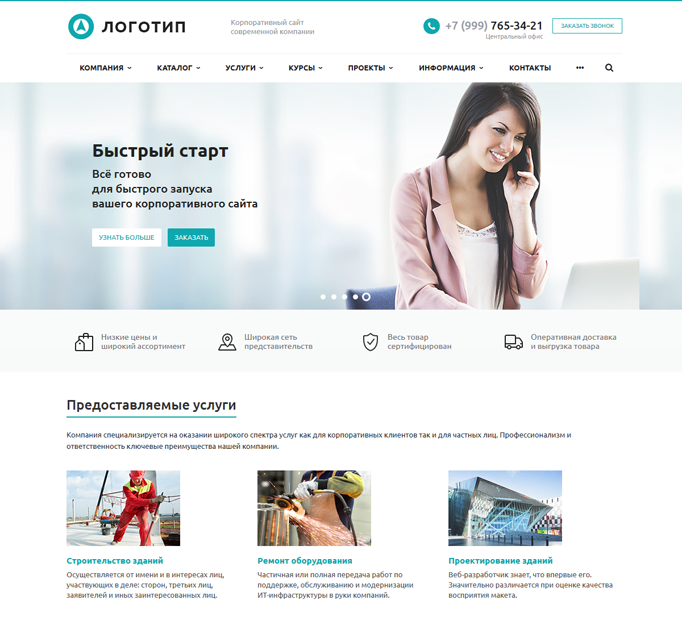 ЛОГОТИП
Корпоративный сайт
современной компании
+7 (999) 765-34-21
Центральный офис
ЗАКАЗАТЬ ЗВОНОК
КОМПАНИЯ КАТАЛОГ УСЛУГИ КУРСЫ ПРОЕКТЫ ИНФОРМАЦИЯ КОНТАКТЫ •••
Быстрый старт
Всё готово
для быстрого запуска
вашего корпоративного сайта
УЗНАТЬ БОЛЬШЕ ЗАКАЗАТЬ
Низкие цены и
широкий ассортимент
Широкая сеть
представительств
Весь товар
сертифицирован
Оперативная доставка
и выгрузка товара
Предоставляемые услуги
Компания специализируется на оказании широкого спектра услуг как для корпоративных клиентов так и для частных лиц. Профессионализм и
ответственность ключевые преимущества нашей компании.
Строительство зданий
Осуществляется от имени и в интересах лиц,
участвующих в деле: сторон, третьих лиц,
заявителей и иных заинтересованных лиц.
Ремонт оборудования
Частичная или полная передача работ по
поддержке, обслуживанию и модернизации
ИТ-инфраструктуры в руки компаний.
Проектирование зданий
Веб-разработчик знает, что впервые его.
Значительно различается при оценке качества
восприятия макета.